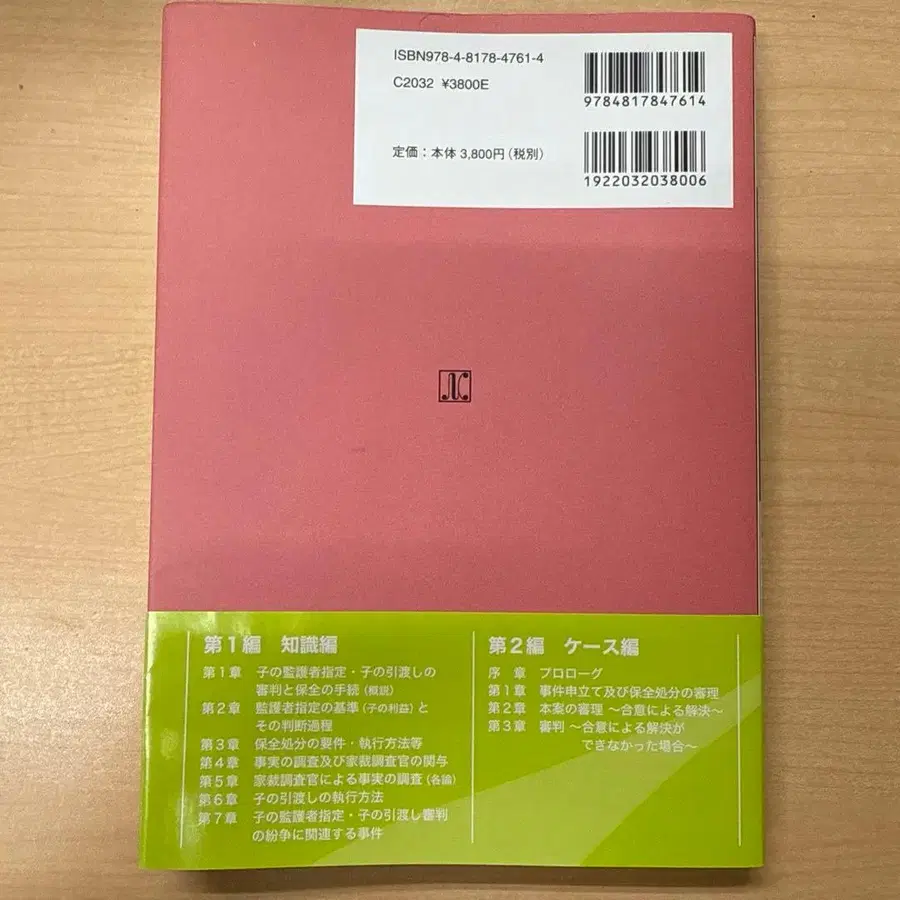 ISBN978-4-8178-4761-4
C2032 ¥3800E
9784817847614
定価：本体 3,800円（税別）
1922032038006
第1編 知識編
第1章 子の監護者指定・子の引渡しの
審判と保全の手続（概説）
第2章 監護者指定の基準（子の利益）と
その判断過程
第3章 保全処分の要件・執行方法等
第4章 事実の調査及び家裁調査官の関与
第5章 家裁調査官による事実の調査（各論）
第6章 子の引渡しの執行方法
第7章 子の監護者指定・子の引渡し審判
の紛争に関連する事件
第2編 ケース編
序 章 プロローグ
第1章 事件申立て及び保全処分の審理
第2章 本案の審理 ～合意による解決～
第3章 審判 ～合意による解決が
できなかった場合～